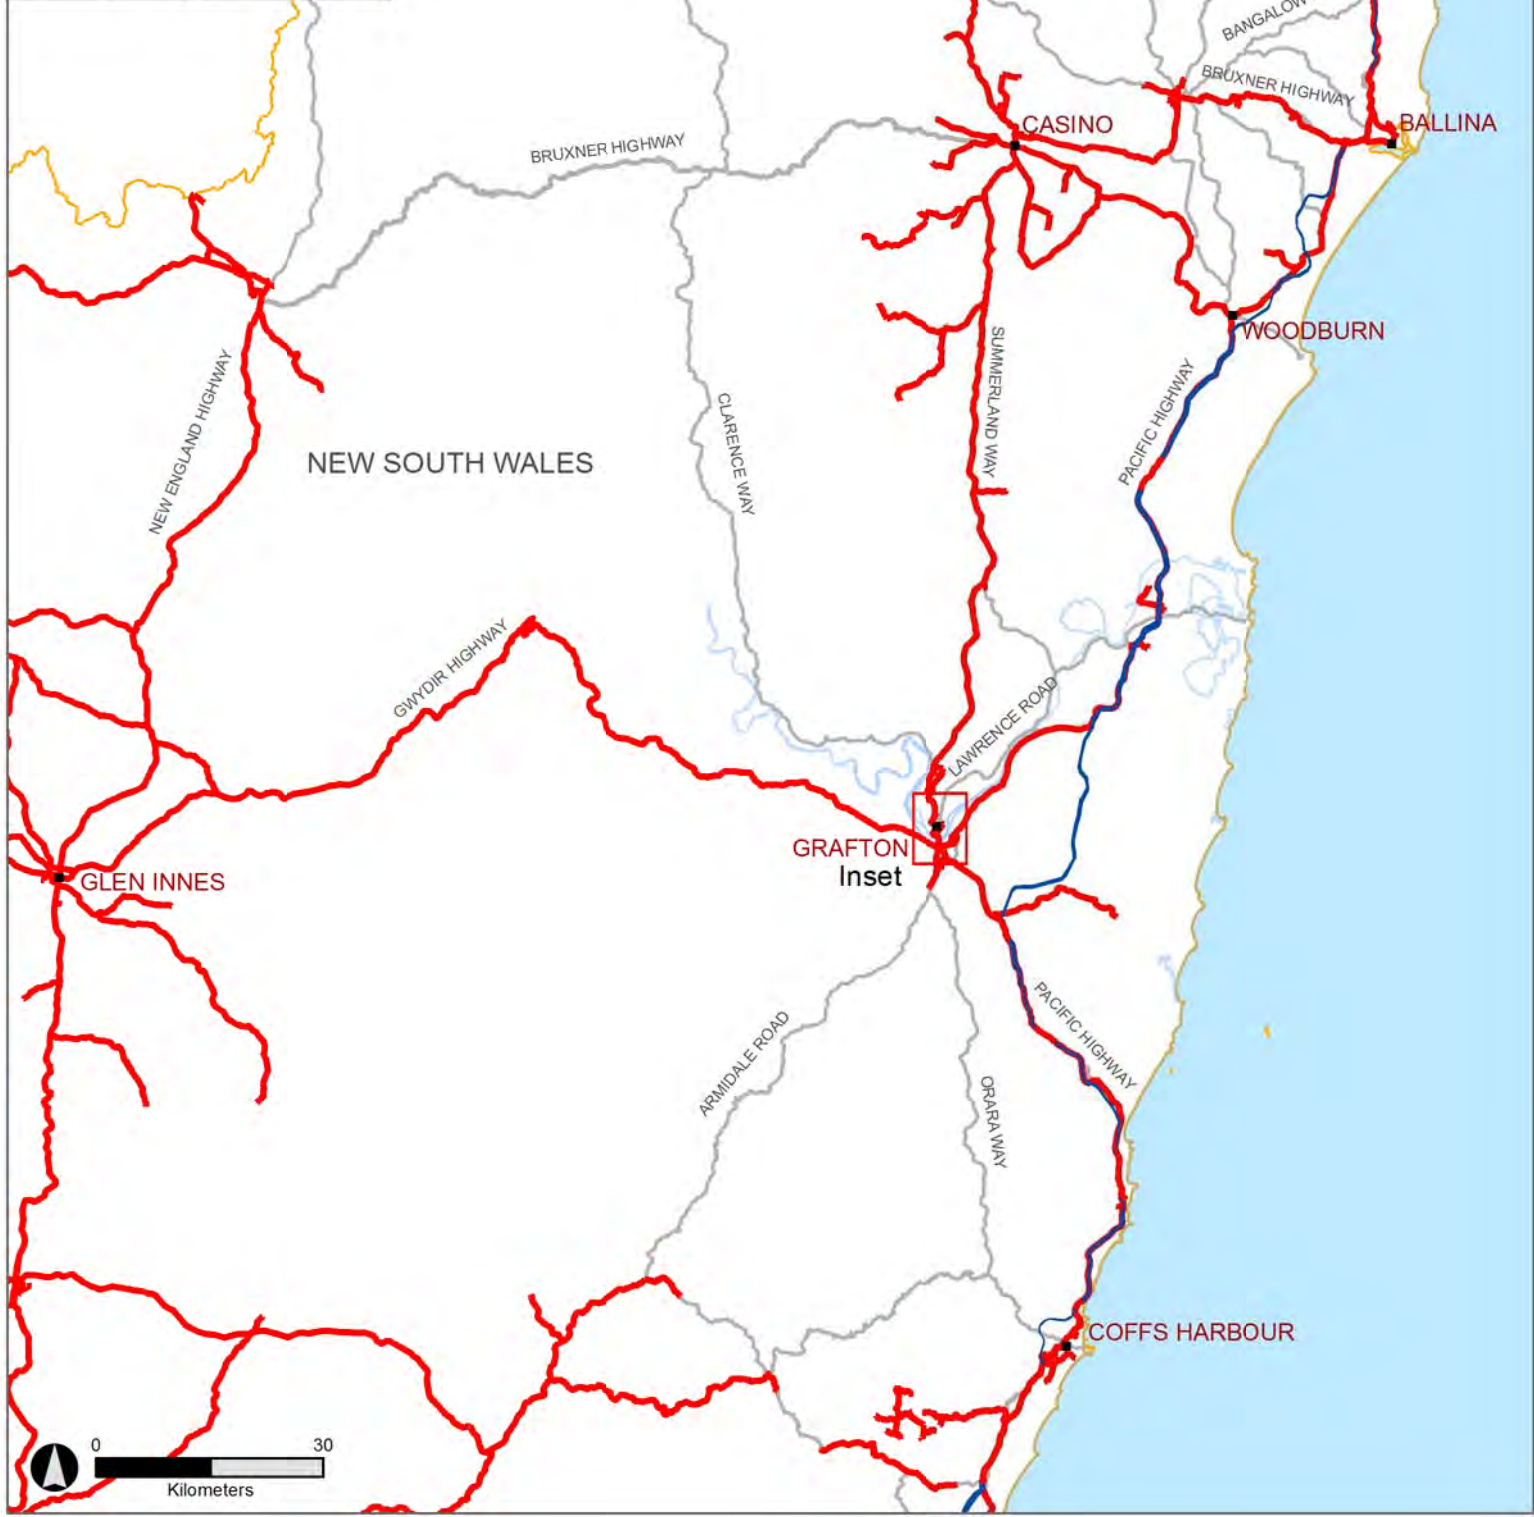 BANGALOW
BRUXNER HIGHWAY
BALLINA
CASINO
BRUXNER HIGHWAY
WOODBURN
SUMMERLAND WAY
NEW ENGLAND HIGHWAY
PACIFIC HIGHWAY
CLARENCE WAY
NEW SOUTH WALES
GWYDIR HIGHWAY
LAWRENCE ROAD
GRAFTON
Inset
GLEN INNES
PACIFIC HIGHWAY
ARMIDALE ROAD
ORARA WAY
COFFS HARBOUR
0 30
Kilometers